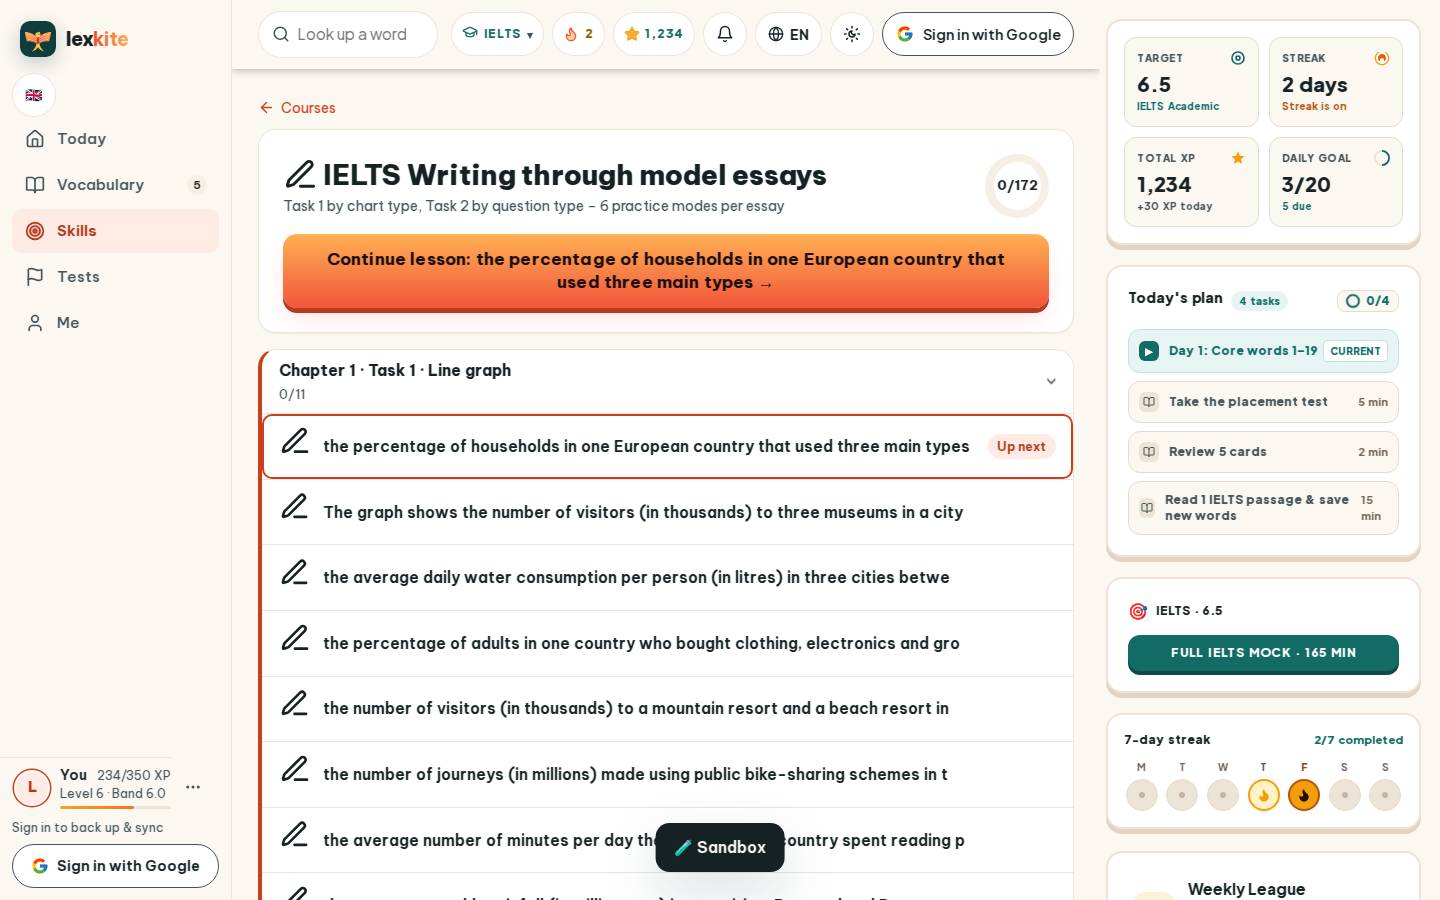 lexkite
Today
Vocabulary 5
Skills
Tests
Me
You 234/350 XP
Level 6 · Band 6.0
Sign in to back up & sync
Sign in with Google
Look up a word
IELTS ▾
2
1,234
EN
Sign in with Google
← Courses
IELTS Writing through model essays
Task 1 by chart type, Task 2 by question type – 6 practice modes per essay
0/172
Continue lesson: the percentage of households in one European country that
used three main types →
Chapter 1 · Task 1 · Line graph
0/11
the percentage of households in one European country that used three main types Up next
The graph shows the number of visitors (in thousands) to three museums in a city
the average daily water consumption per person (in litres) in three cities betwe
the percentage of adults in one country who bought clothing, electronics and gro
the number of visitors (in thousands) to a mountain resort and a beach resort in
the number of journeys (in millions) made using public bike-sharing schemes in t
the average number of minutes per day country spent reading p
Sandbox
TARGET
6.5
IELTS Academic
STREAK
2 days
Streak is on
TOTAL XP
1,234
+30 XP today
DAILY GOAL
3/20
5 due
Today's plan 4 tasks 0/4
Day 1: Core words 1–19 CURRENT
Take the placement test 5 min
Review 5 cards 2 min
Read 1 IELTS passage & save 15
new words min
IELTS · 6.5
FULL IELTS MOCK · 165 MIN
7-day streak 2/7 completed
M T W T F S S
Weekly League